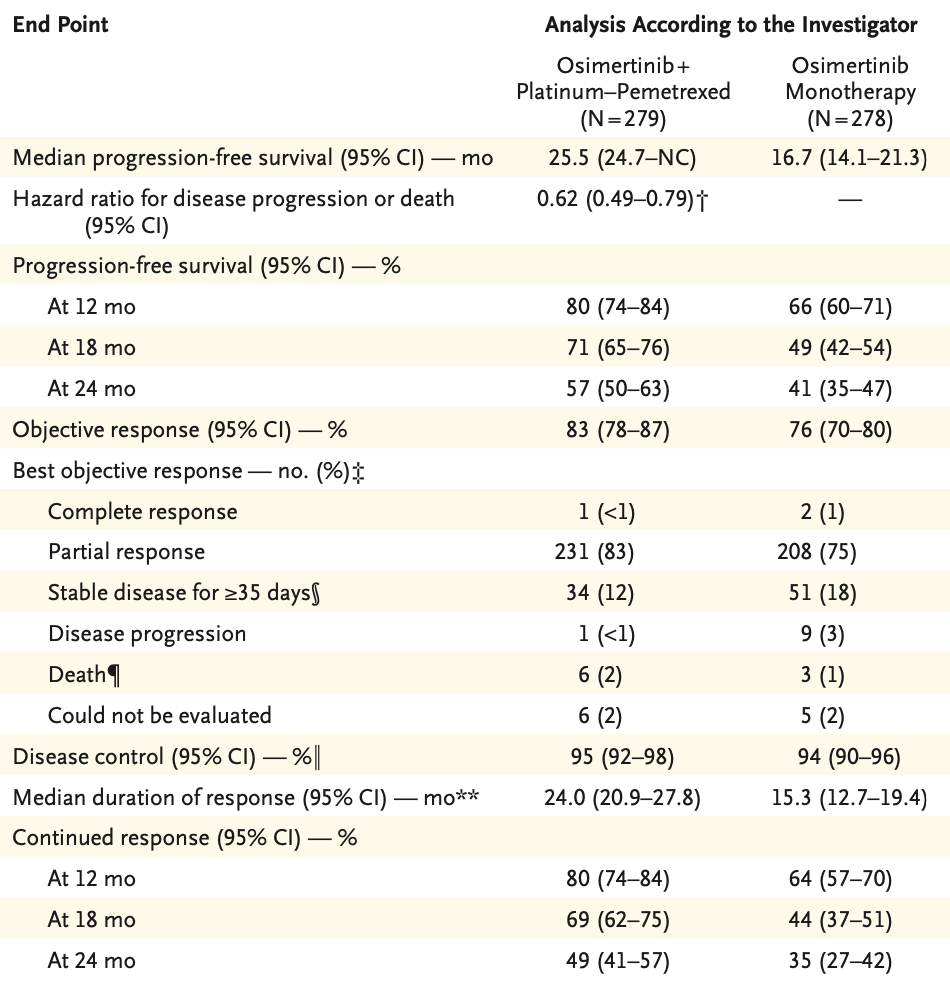 End Point Analysis According to the Investigator
Osimertinib+ Osimertinib
Platinum–Pemetrexed Monotherapy
(N=279) (N=278)
Median progression-free survival (95% CI) — mo 25.5 (24.7–NC) 16.7 (14.1–21.3)
Hazard ratio for disease progression or death 0.62 (0.49–0.79)† —
(95% CI)
Progression-free survival (95% CI) — %
At 12 mo 80 (74–84) 66 (60–71)
At 18 mo 71 (65–76) 49 (42–54)
At 24 mo 57 (50–63) 41 (35–47)
Objective response (95% CI) — % 83 (78–87) 76 (70–80)
Best objective response — no. (%)‡
Complete response 1 (<1) 2 (1)
Partial response 231 (83) 208 (75)
Stable disease for ≥35 days§ 34 (12) 51 (18)
Disease progression 1 (<1) 9 (3)
Death¶ 6 (2) 3 (1)
Could not be evaluated 6 (2) 5 (2)
Disease control (95% CI) — %‖ 95 (92–98) 94 (90–96)
Median duration of response (95% CI) — mo** 24.0 (20.9–27.8) 15.3 (12.7–19.4)
Continued response (95% CI) — %
At 12 mo 80 (74–84) 64 (57–70)
At 18 mo 69 (62–75) 44 (37–51)
At 24 mo 49 (41–57) 35 (27–42)